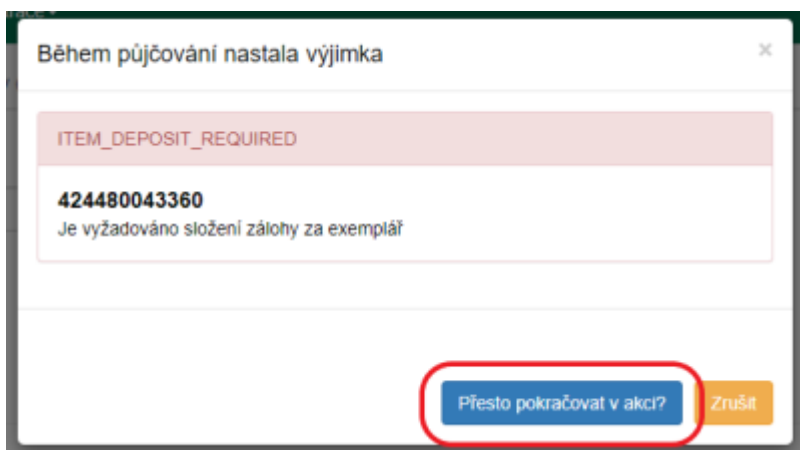 Během půjčování nastala výjimka
×
ITEM_DEPOSIT_REQUIRED
424480043360
Je vyžadováno složení zálohy za exemplář
Přesto pokračovat v akci? Zrušit